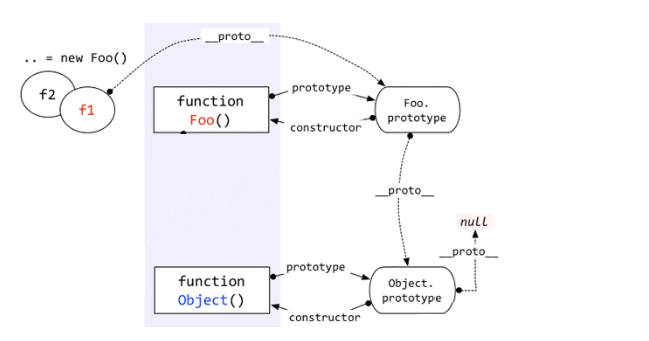 __proto__
.. = new Foo()
f2
f1
function
Foo()
prototype
constructor
Foo.
prototype
__proto__
null
__proto__
function
Object()
prototype
constructor
Object.
prototype